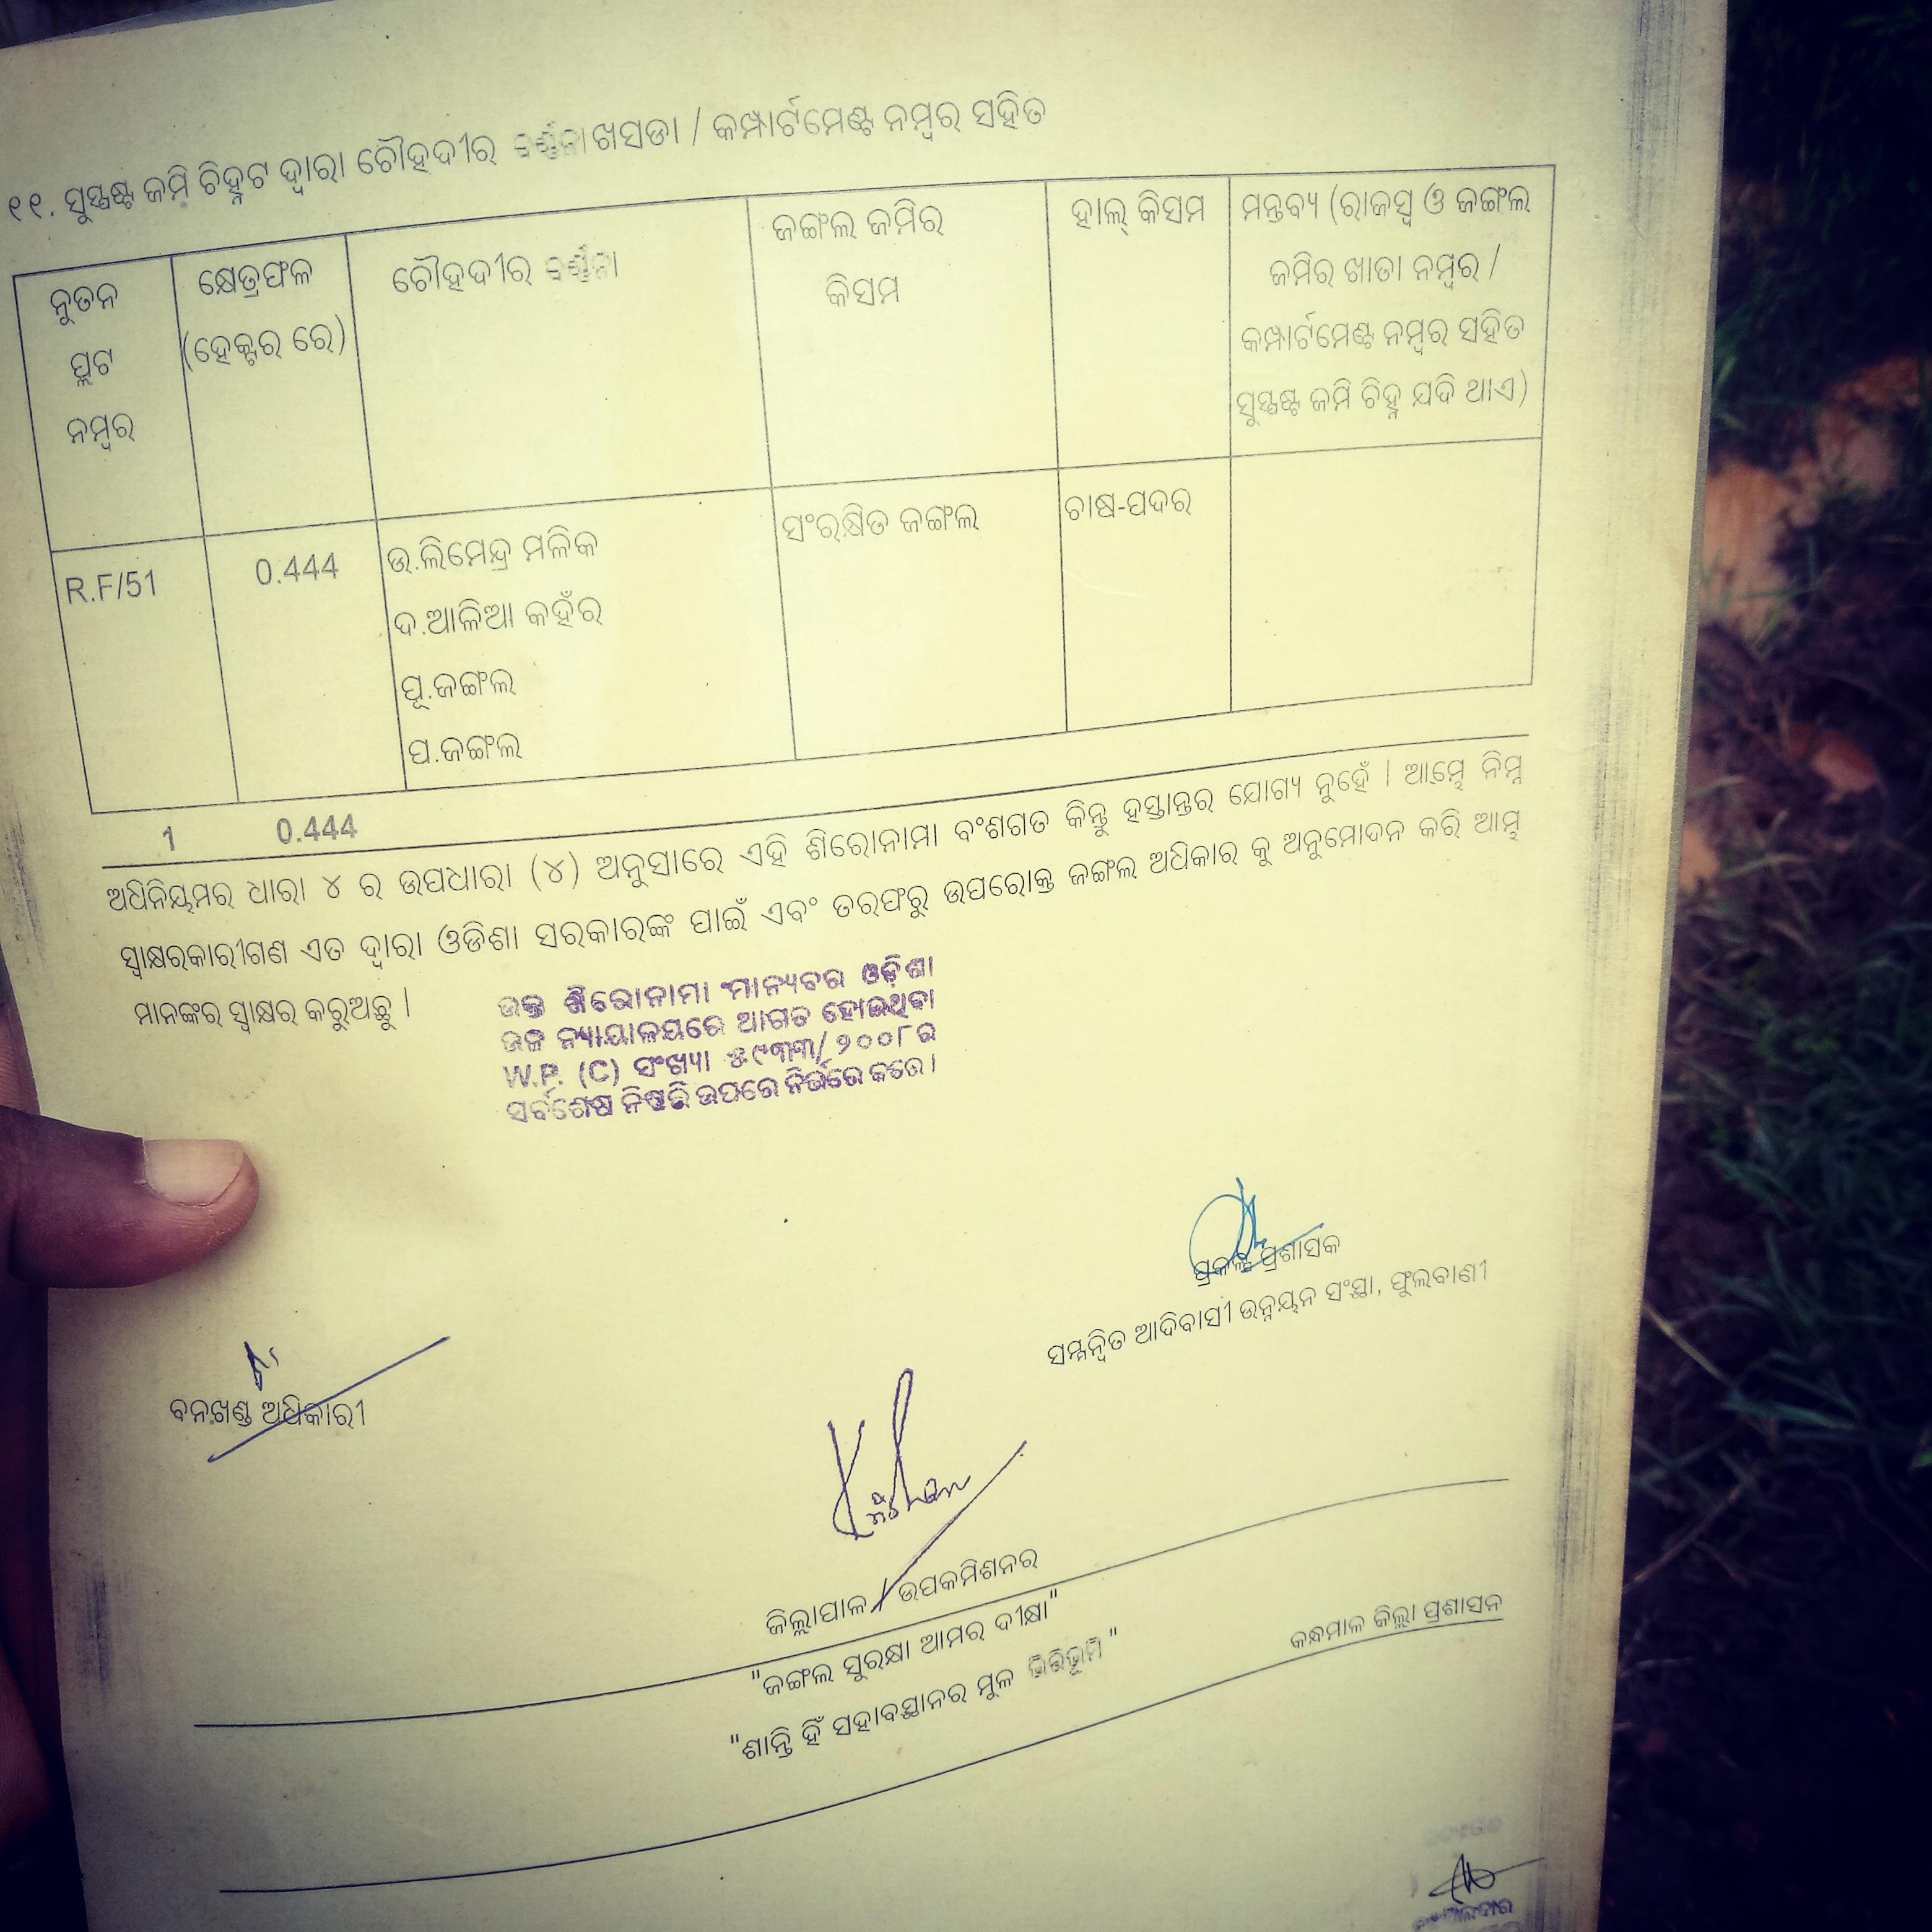 ୧୧. ସୁସ୍ପଷ୍ଟ ଜମି ଚିହ୍ନଟ ଦ୍ୱାରା ଚୌହଦୀର ବର୍ଣ୍ଣନା ଖସଡା / କମ୍ପାର୍ଟମେଣ୍ଟ ନମ୍ବର ସହିତ
ନୁତନ
ପ୍ଲଟ
ନମ୍ବର
କ୍ଷେତ୍ରଫଳ
(ହେକ୍ଟର ରେ)
ଚୌହଦୀର ବର୍ଣ୍ଣନା
ଜଙ୍ଗଲ ଜମିର
କିସମ
ହାଲ୍ କିସମ
ମନ୍ତବ୍ୟ (ରାଜସ୍ୱ ଓ ଜଙ୍ଗଲ
ଜମିର ଖାତା ନମ୍ବର /
କମ୍ପାର୍ଟମେଣ୍ଟ ନମ୍ବର ସହିତ
ସୁସ୍ପଷ୍ଟ ଜମି ଚିହ୍ନ ଯଦି ଥାଏ)
R.F/51
0.444
ଉ.ଲିମେନ୍ଦ୍ର ମଳିକ
ଦ.ଆଳିଆ କହଁର
ପୂ.ଜଙ୍ଗଲ
ପ.ଜଙ୍ଗଲ
ସଂରକ୍ଷିତ ଜଙ୍ଗଲ
ଚାଷ-ପଦର
1 0.444
ଅଧିନିୟମର ଧାରା ୪ ର ଉପଧାରା (୪) ଅନୁସାରେ ଏହି ଶିରୋନାମା ବଂଶଗତ କିନ୍ତୁ ହସ୍ତାନ୍ତର ଯୋଗ୍ୟ ନୁହେଁ । ଆମ୍ଭେ ନିମ୍ନ
ସ୍ୱାକ୍ଷରକାରୀଗଣ ଏତ ଦ୍ୱାରା ଓଡିଶା ସରକାରଙ୍କ ପାଇଁ ଏବଂ ତରଫରୁ ଉପରୋକ୍ତ ଜଙ୍ଗଲ ଅଧିକାର କୁ ଅନୁମୋଦନ କରି ଆମ୍ଭ
ମାନଙ୍କର ସ୍ୱାକ୍ଷର କରୁଅଛୁ ।
ଉକ୍ତ ଶିରୋନାମା ମାନ୍ୟବର ଓଡ଼ିଶା
ଉଚ୍ଚ ନ୍ୟାୟାଳୟରେ ଆଗତ ହୋଇଥିବା
W.P. (C) ସଂଖ୍ୟା ୫୯୩୩/୨୦୦୮ ର
ସର୍ବଶେଷ ନିଷ୍ପତ୍ତି ଉପରେ ନିର୍ଭରେ କରେ ।
ପ୍ରକଳ୍ପ ପ୍ରଶାସକ
ସମ୍ମନ୍ୱିତ ଆଦିବାସୀ ଉନ୍ନୟନ ସଂସ୍ଥା, ଫୁଲବାଣୀ
ବନଖଣ୍ଡ ଅଧିକାରୀ
ଜିଲ୍ଲାପାଳ / ଉପକମିଶନର
"ଜଙ୍ଗଲ ସୁରକ୍ଷା ଆମର ଦୀକ୍ଷା"
"ଶାନ୍ତି ହିଁ ସହାବସ୍ଥାନର ମୁଳ ଭିତ୍ତିଭୂମି"
କନ୍ଧମାଳ ଜିଲ୍ଲା ପ୍ରଶାସନ